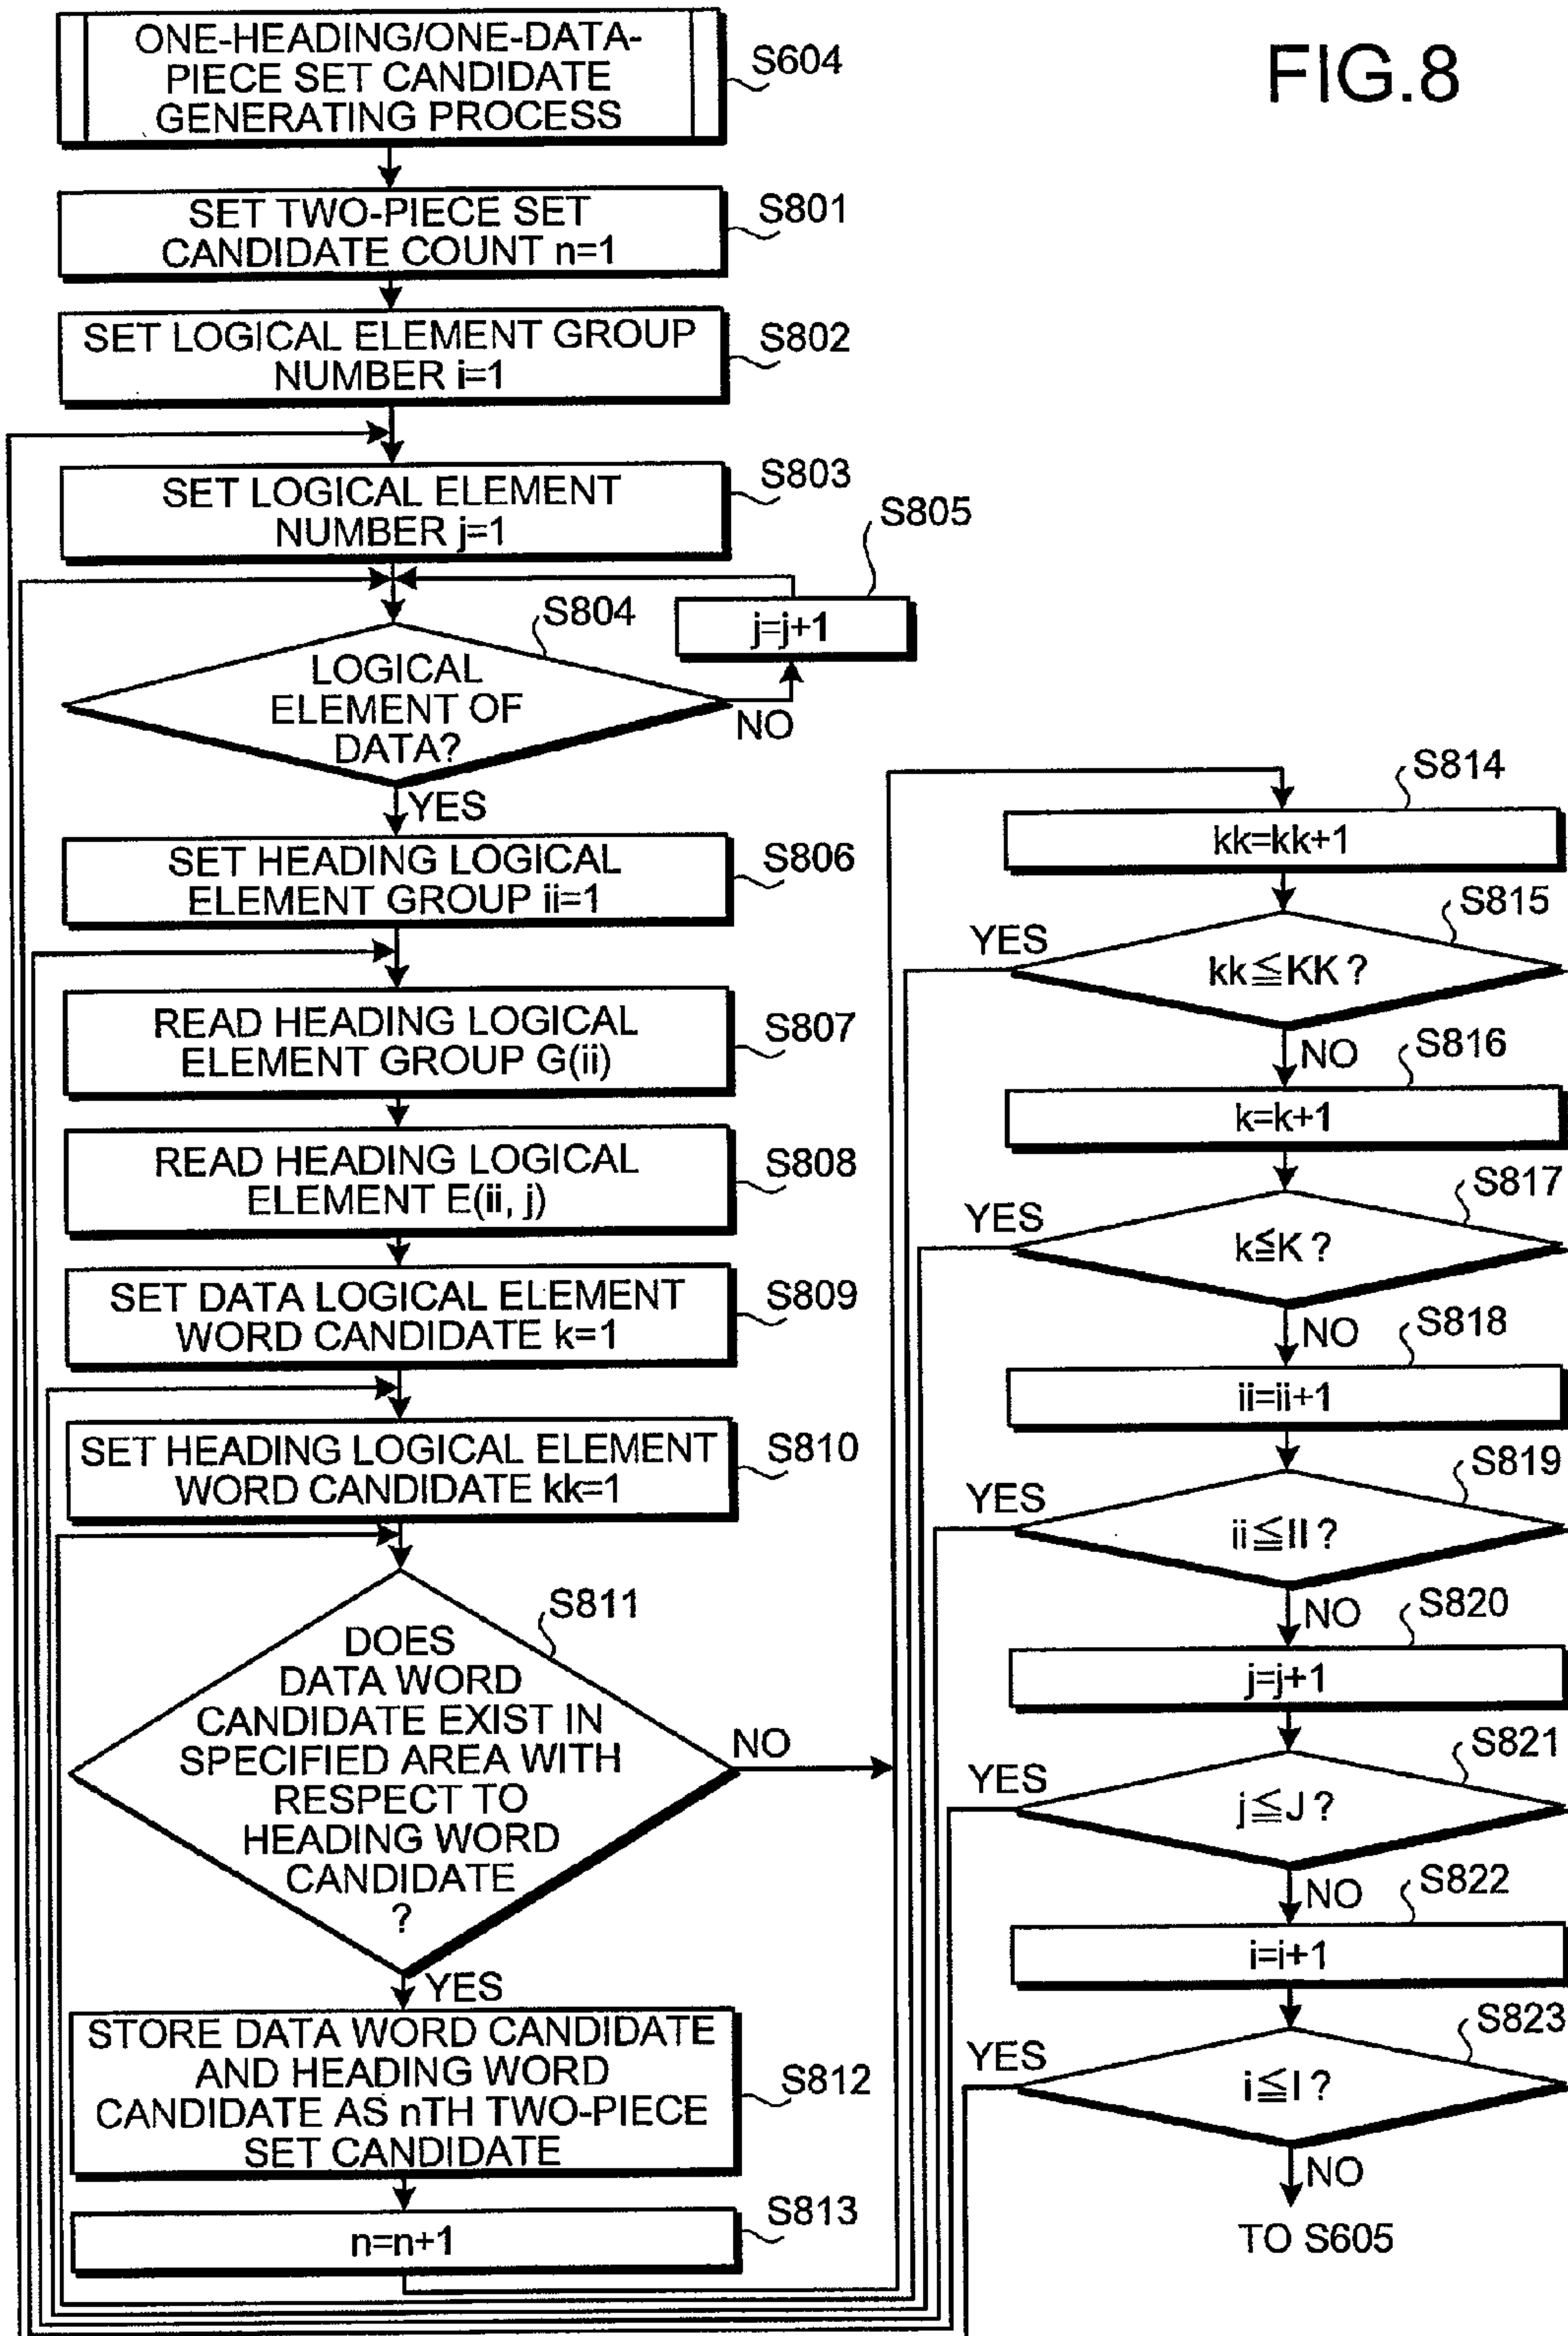 FIG.8
ONE-HEADING/ONE-DATA-
PIECE SET CANDIDATE
GENERATING PROCESS
S604
SET TWO-PIECE SET
CANDIDATE COUNT n=1
S801
SET LOGICAL ELEMENT GROUP
NUMBER i=1
S802
SET LOGICAL ELEMENT
NUMBER j=1
S803
S805
j=j+1
S804
LOGICAL
ELEMENT OF
DATA?
NO
YES
SET HEADING LOGICAL
ELEMENT GROUP ii=1
S806
READ HEADING LOGICAL
ELEMENT GROUP G(ii)
S807
READ HEADING LOGICAL
ELEMENT E(ii, j)
S808
SET DATA LOGICAL ELEMENT
WORD CANDIDATE k=1
S809
SET HEADING LOGICAL ELEMENT
WORD CANDIDATE kk=1
S810
S811
DOES
DATA WORD
CANDIDATE EXIST IN
SPECIFIED AREA WITH
RESPECT TO
HEADING WORD
CANDIDATE
?
NO
YES
STORE DATA WORD CANDIDATE
AND HEADING WORD
CANDIDATE AS nTH TWO-PIECE
SET CANDIDATE
S812
n=n+1
S813
S814
kk=kk+1
S815
YES
kk≦KK ?
NO
S816
k=k+1
S817
YES
k≦K ?
NO
S818
ii=ii+1
S819
YES
ii≦II ?
NO
S820
j=j+1
S821
YES
j≦J ?
NO
S822
i=i+1
S823
YES
i≦I ?
NO
TO S605